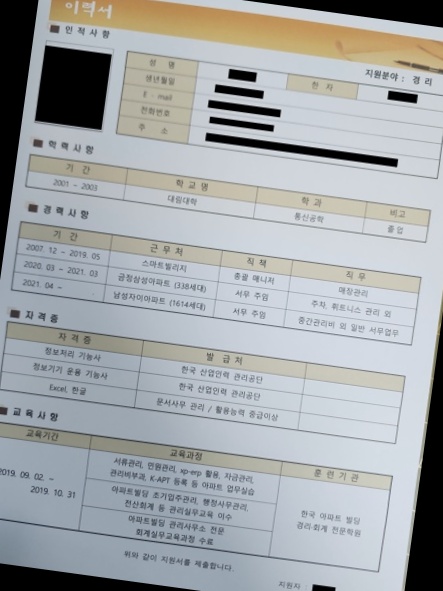 이력서
인적사항
지원분야 : 경 리
성 명
한 자
생년월일
E - mail
전화번호
주 소
학력사항
기 간 학 교 명 학 과 비고
2001 ~ 2003 대림대학 통신공학 졸업
경력사항
기 간 근 무 처 직 책 직 무
2007. 12 ~ 2019. 05 스마트빌리지 총괄 매니저 매장관리
2020. 03 ~ 2021. 03 금정삼성아파트 (338세대) 서무 주임 주차, 휘트니스 관리 외
2021. 04 ~ 남성자이아파트 (1614세대) 서무 주임 중간관리비 외 일반 서무업무
자격증
자 격 증 발 급 처
정보처리 기능사 한국 산업인력 관리공단
정보기기 운용 기능사 한국 산업인력 관리공단
Excel, 한글 문서사무 관리 / 활용능력 중급이상
교육사항
교육기간 교육과정 훈 련 기 관
2019. 09. 02. ~
2019. 10. 31
서류관리, 민원관리, xp-erp 활용, 자금관리,
관리비부과, K-APT 등록 등 아파트 업무실습
아파트빌딩 초기입주관리, 행정사무관리,
전산회계 등 관리실무교육 이수
아파트빌딩 관리사무소 전문
회계실무교육과정 수료
한국 아파트 빌딩
경리·회계 전문학원
위와 같이 지원서를 제출합니다.
지원자 :